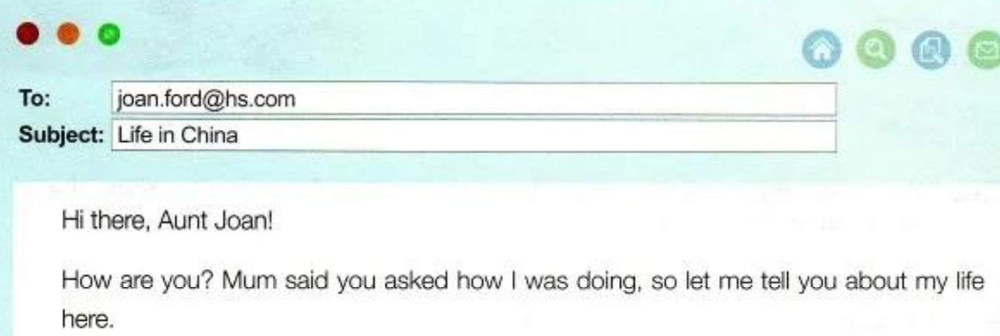 To: joan.ford@hs.com
Subject: Life in China
Hi there, Aunt Joan!
How are you? Mum said you asked how I was doing, so let me tell you about my life
here.